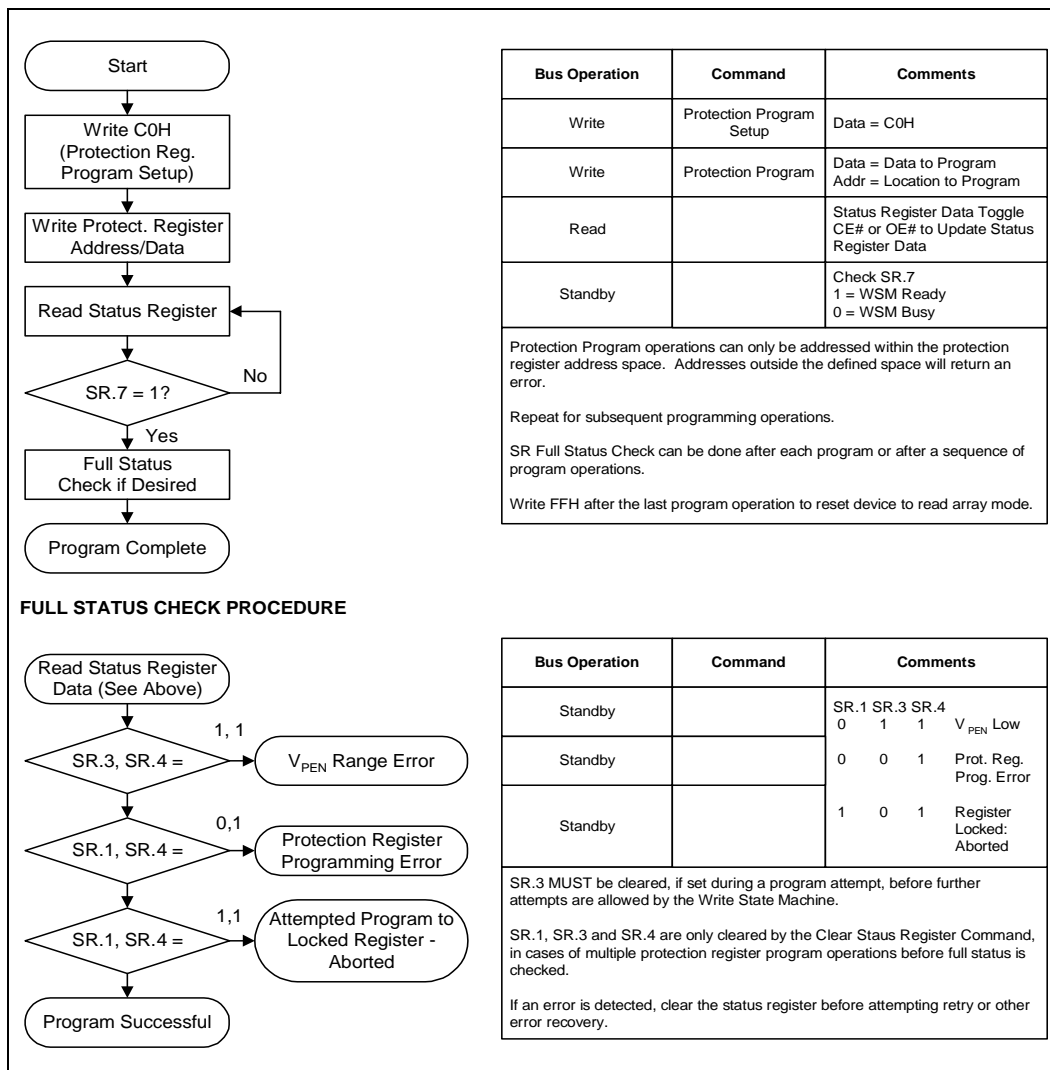 Start
Write C0H
(Protection Reg.
Program Setup)
Write Protect. Register
Address/Data
Read Status Register
No
SR.7 = 1?
Yes
Full Status
Check if Desired
Program Complete
Bus Operation Command Comments
Write Protection Program
Setup Data = C0H
Write Protection Program Data = Data to Program
Addr = Location to Program
Read Status Register Data Toggle
CE# or OE# to Update Status
Register Data
Standby Check SR.7
1 = WSM Ready
0 = WSM Busy
Protection Program operations can only be addressed within the protection
register address space. Addresses outside the defined space will return an
error.
Repeat for subsequent programming operations.
SR Full Status Check can be done after each program or after a sequence of
program operations.
Write FFH after the last program operation to reset device to read array mode.
FULL STATUS CHECK PROCEDURE
Read Status Register
Data (See Above)
1, 1
SR.3, SR.4 =
VPEN Range Error
0,1
SR.1, SR.4 =
Protection Register
Programming Error
1,1
SR.1, SR.4 =
Attempted Program to
Locked Register -
Aborted
Program Successful
Bus Operation Command Comments
Standby SR.1 SR.3 SR.4
0 1 1 VPEN Low
Standby 0 0 1 Prot. Reg.
Prog. Error
Standby 1 0 1 Register
Locked:
Aborted
SR.3 MUST be cleared, if set during a program attempt, before further
attempts are allowed by the Write State Machine.
SR.1, SR.3 and SR.4 are only cleared by the Clear Staus Register Command,
in cases of multiple protection register program operations before full status is
checked.
If an error is detected, clear the status register before attempting retry or other
error recovery.